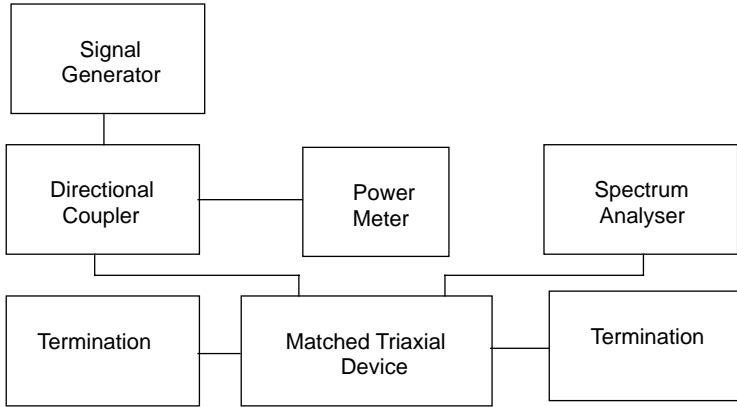 Signal
Generator
Directional
Coupler
Power
Meter
Spectrum
Analyser
Termination
Matched Triaxial
Device
Termination